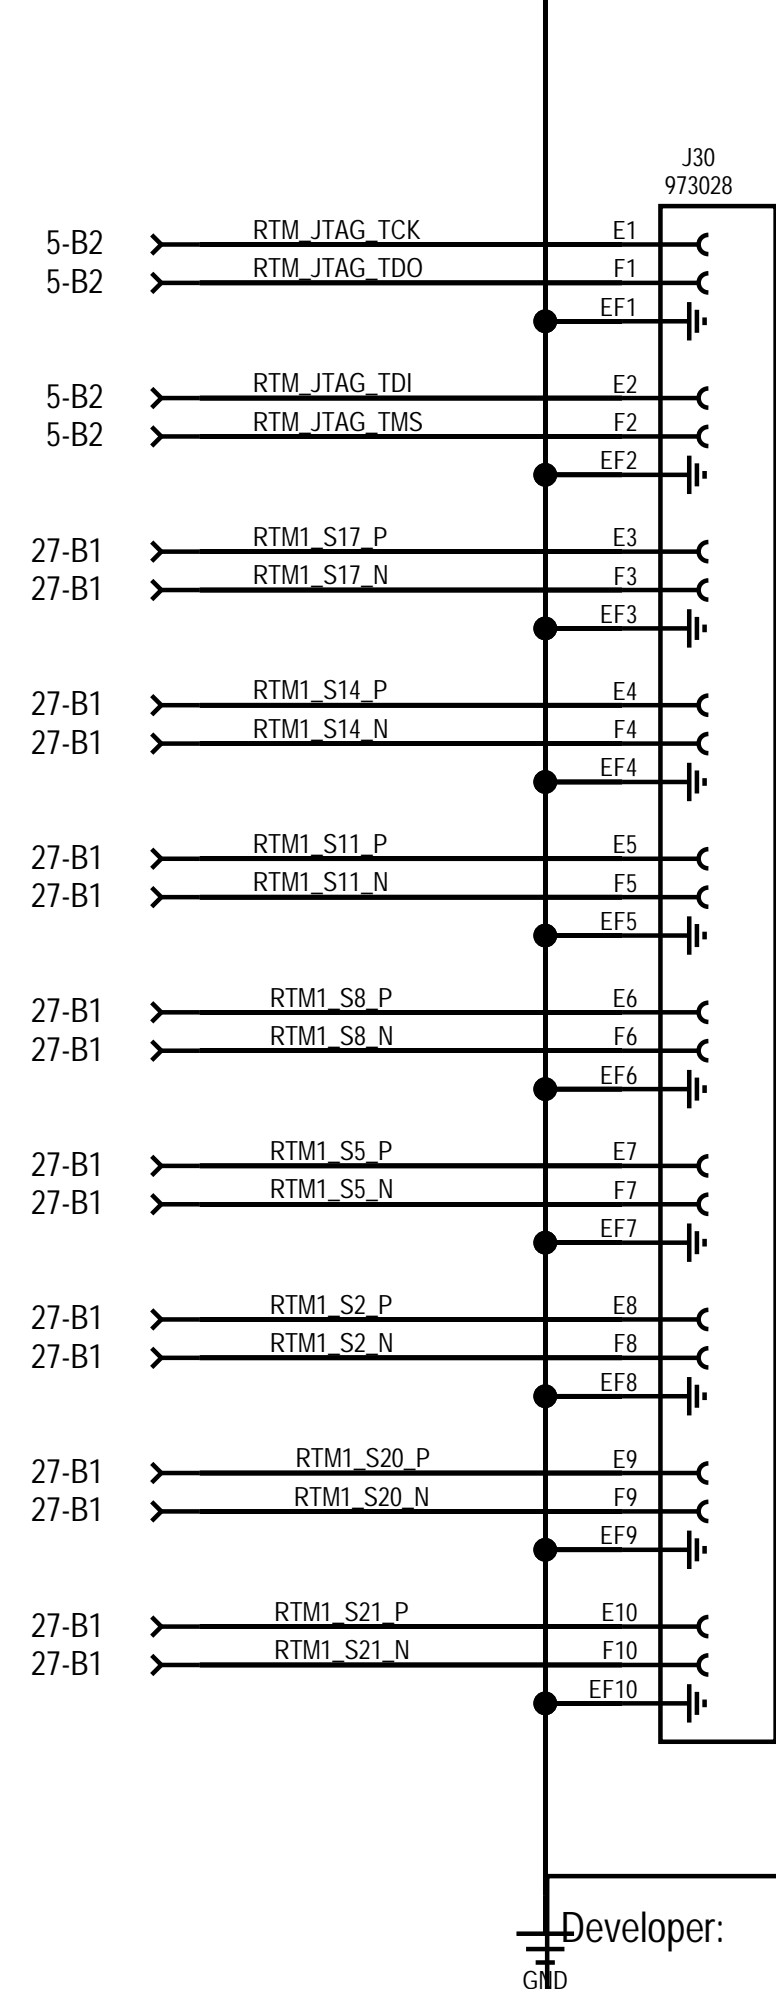 J30
973028
5-B2 RTM_JTAG_TCK E1
5-B2 RTM_JTAG_TDO F1
EF1
5-B2 RTM_JTAG_TDI E2
5-B2 RTM_JTAG_TMS F2
EF2
27-B1 RTM1_S17_P E3
27-B1 RTM1_S17_N F3
EF3
27-B1 RTM1_S14_P E4
27-B1 RTM1_S14_N F4
EF4
27-B1 RTM1_S11_P E5
27-B1 RTM1_S11_N F5
EF5
27-B1 RTM1_S8_P E6
27-B1 RTM1_S8_N F6
EF6
27-B1 RTM1_S5_P E7
27-B1 RTM1_S5_N F7
EF7
27-B1 RTM1_S2_P E8
27-B1 RTM1_S2_N F8
EF8
27-B1 RTM1_S20_P E9
27-B1 RTM1_S20_N F9
EF9
27-B1 RTM1_S21_P E10
27-B1 RTM1_S21_N F10
EF10
Developer:
GND